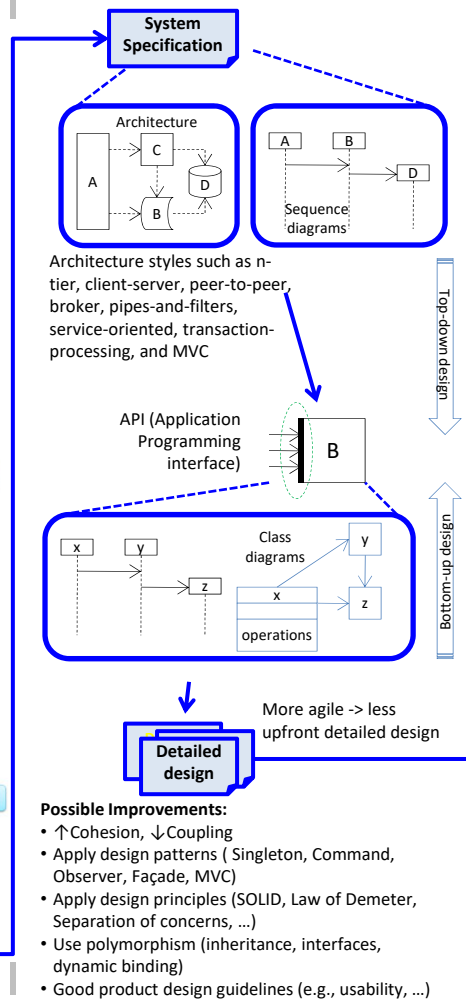 System
Specification
Architecture
A
C
D
B
A
B
D
Sequence
diagrams
Architecture styles such as n-
tier, client-server, peer-to-peer,
broker, pipes-and-filters,
service-oriented, transaction-
processing, and MVC
Top-down design
API (Application
Programming
interface)
B
Bottom-up design
x
y
z
Class
diagrams
y
x
z
operations
More agile -> less
upfront detailed design
Detailed
design
Possible Improvements:
• ↑Cohesion, ↓Coupling
• Apply design patterns ( Singleton, Command,
Observer, Façade, MVC)
• Apply design principles (SOLID, Law of Demeter,
Separation of concerns, …)
• Use polymorphism (inheritance, interfaces,
dynamic binding)
• Good product design guidelines (e.g., usability, …)